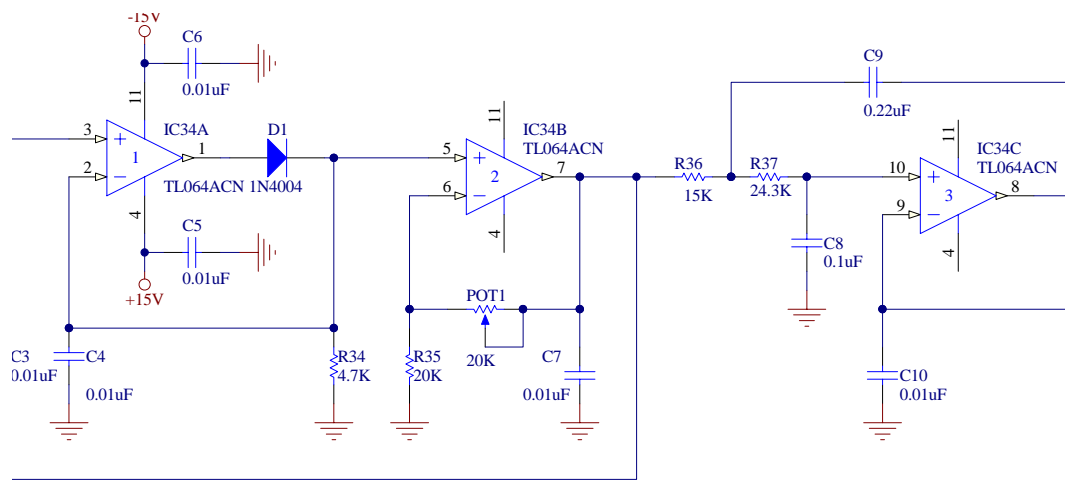 -15V
C6
0.01uF
11
3
IC34A
+
1
1
2
−
TL064ACN
4
C5
0.01uF
+15V
D1
1N4004
C3
0.01uF
C4
0.01uF
R34
4.7K
11
IC34B
TL064ACN
5
+
2
7
6
−
4
POT1
20K
R35
20K
C7
0.01uF
R36
15K
R37
24.3K
C9
0.22uF
C8
0.1uF
11
IC34C
TL064ACN
10
+
3
8
9
−
4
C10
0.01uF